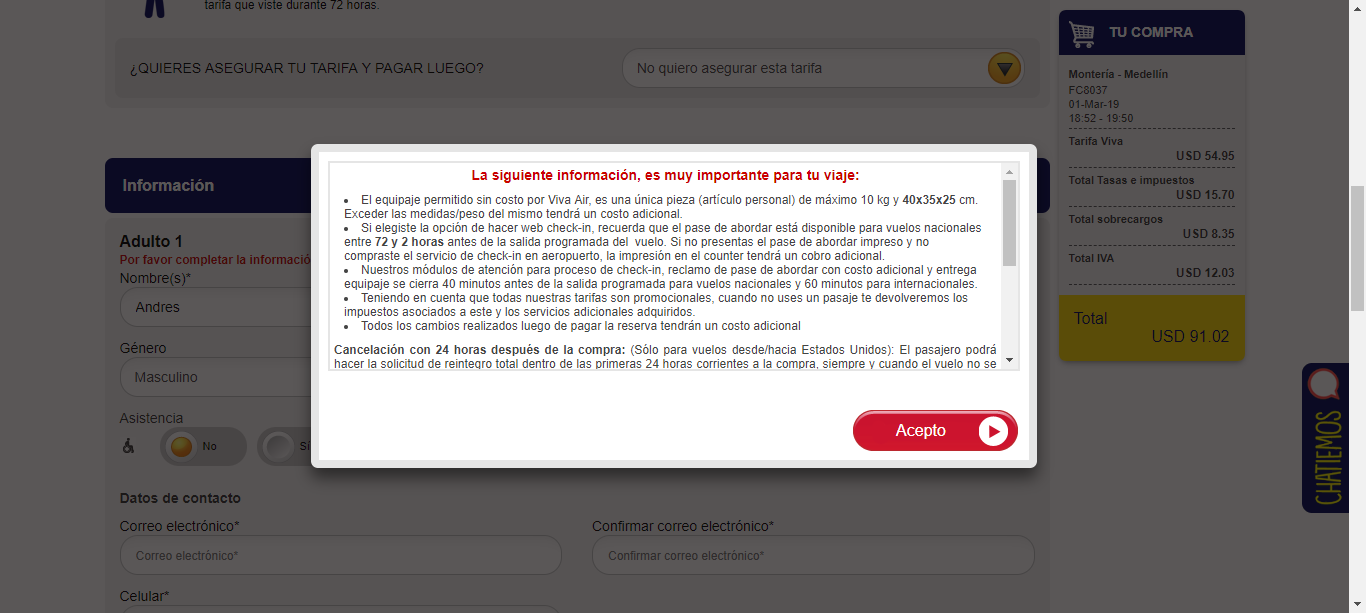 tarifa que viste durante 72 horas.
¿QUIERES ASEGURAR TU TARIFA Y PAGAR LUEGO?
No quiero asegurar esta tarifa
TU COMPRA
Montería - Medellín
FC8037
01-Mar-19
18:52 - 19:50
Tarifa Viva
USD 54.95
Total Tasas e impuestos
USD 15.70
Total sobrecargos
USD 8.35
Total IVA
USD 12.03
Total
USD 91.02
CHATIEMOS
Información
Adulto 1
Por favor completar la informació
Nombre(s)*
Andres
Género
Masculino
Asistencia
No
Sí
La siguiente información, es muy importante para tu viaje:
• El equipaje permitido sin costo por Viva Air, es una única pieza (artículo personal) de máximo 10 kg y 40x35x25 cm.
Exceder las medidas/peso del mismo tendrá un costo adicional.
• Si elegiste la opción de hacer web check-in, recuerda que el pase de abordar está disponible para vuelos nacionales
entre 72 y 2 horas antes de la salida programada del vuelo. Si no presentas el pase de abordar impreso y no
compraste el servicio de check-in en aeropuerto, la impresión en el counter tendrá un cobro adicional.
• Nuestros módulos de atención para proceso de check-in, reclamo de pase de abordar con costo adicional y entrega
equipaje se cierra 40 minutos antes de la salida programada para vuelos nacionales y 60 minutos para internacionales.
• Teniendo en cuenta que todas nuestras tarifas son promocionales, cuando no uses un pasaje te devolveremos los
impuestos asociados a este y los servicios adicionales adquiridos.
• Todos los cambios realizados luego de pagar la reserva tendrán un costo adicional
Cancelación con 24 horas después de la compra: (Sólo para vuelos desde/hacia Estados Unidos): El pasajero podrá
hacer la solicitud de reintegro total dentro de las primeras 24 horas corrientes a la compra, siempre y cuando el vuelo no se
Acepto
Datos de contacto
Correo electrónico*
Confirmar correo electrónico*
Correo electrónico*
Confirmar correo electrónico*
Celular*